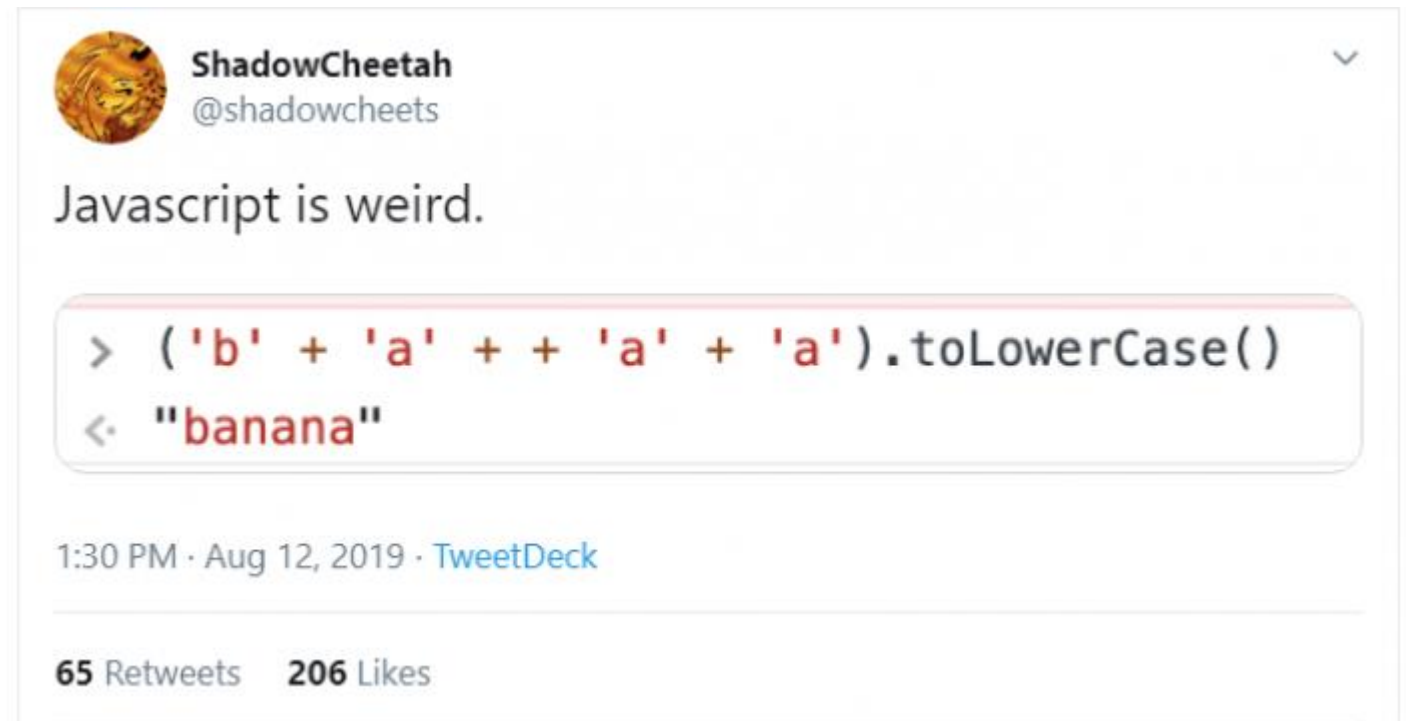 ShadowCheetah
@shadowcheets
Javascript is weird.
> ('b' + 'a' + + 'a' + 'a').toLowerCase()
"banana"
1:30 PM · Aug 12, 2019 · TweetDeck
65 Retweets 206 Likes